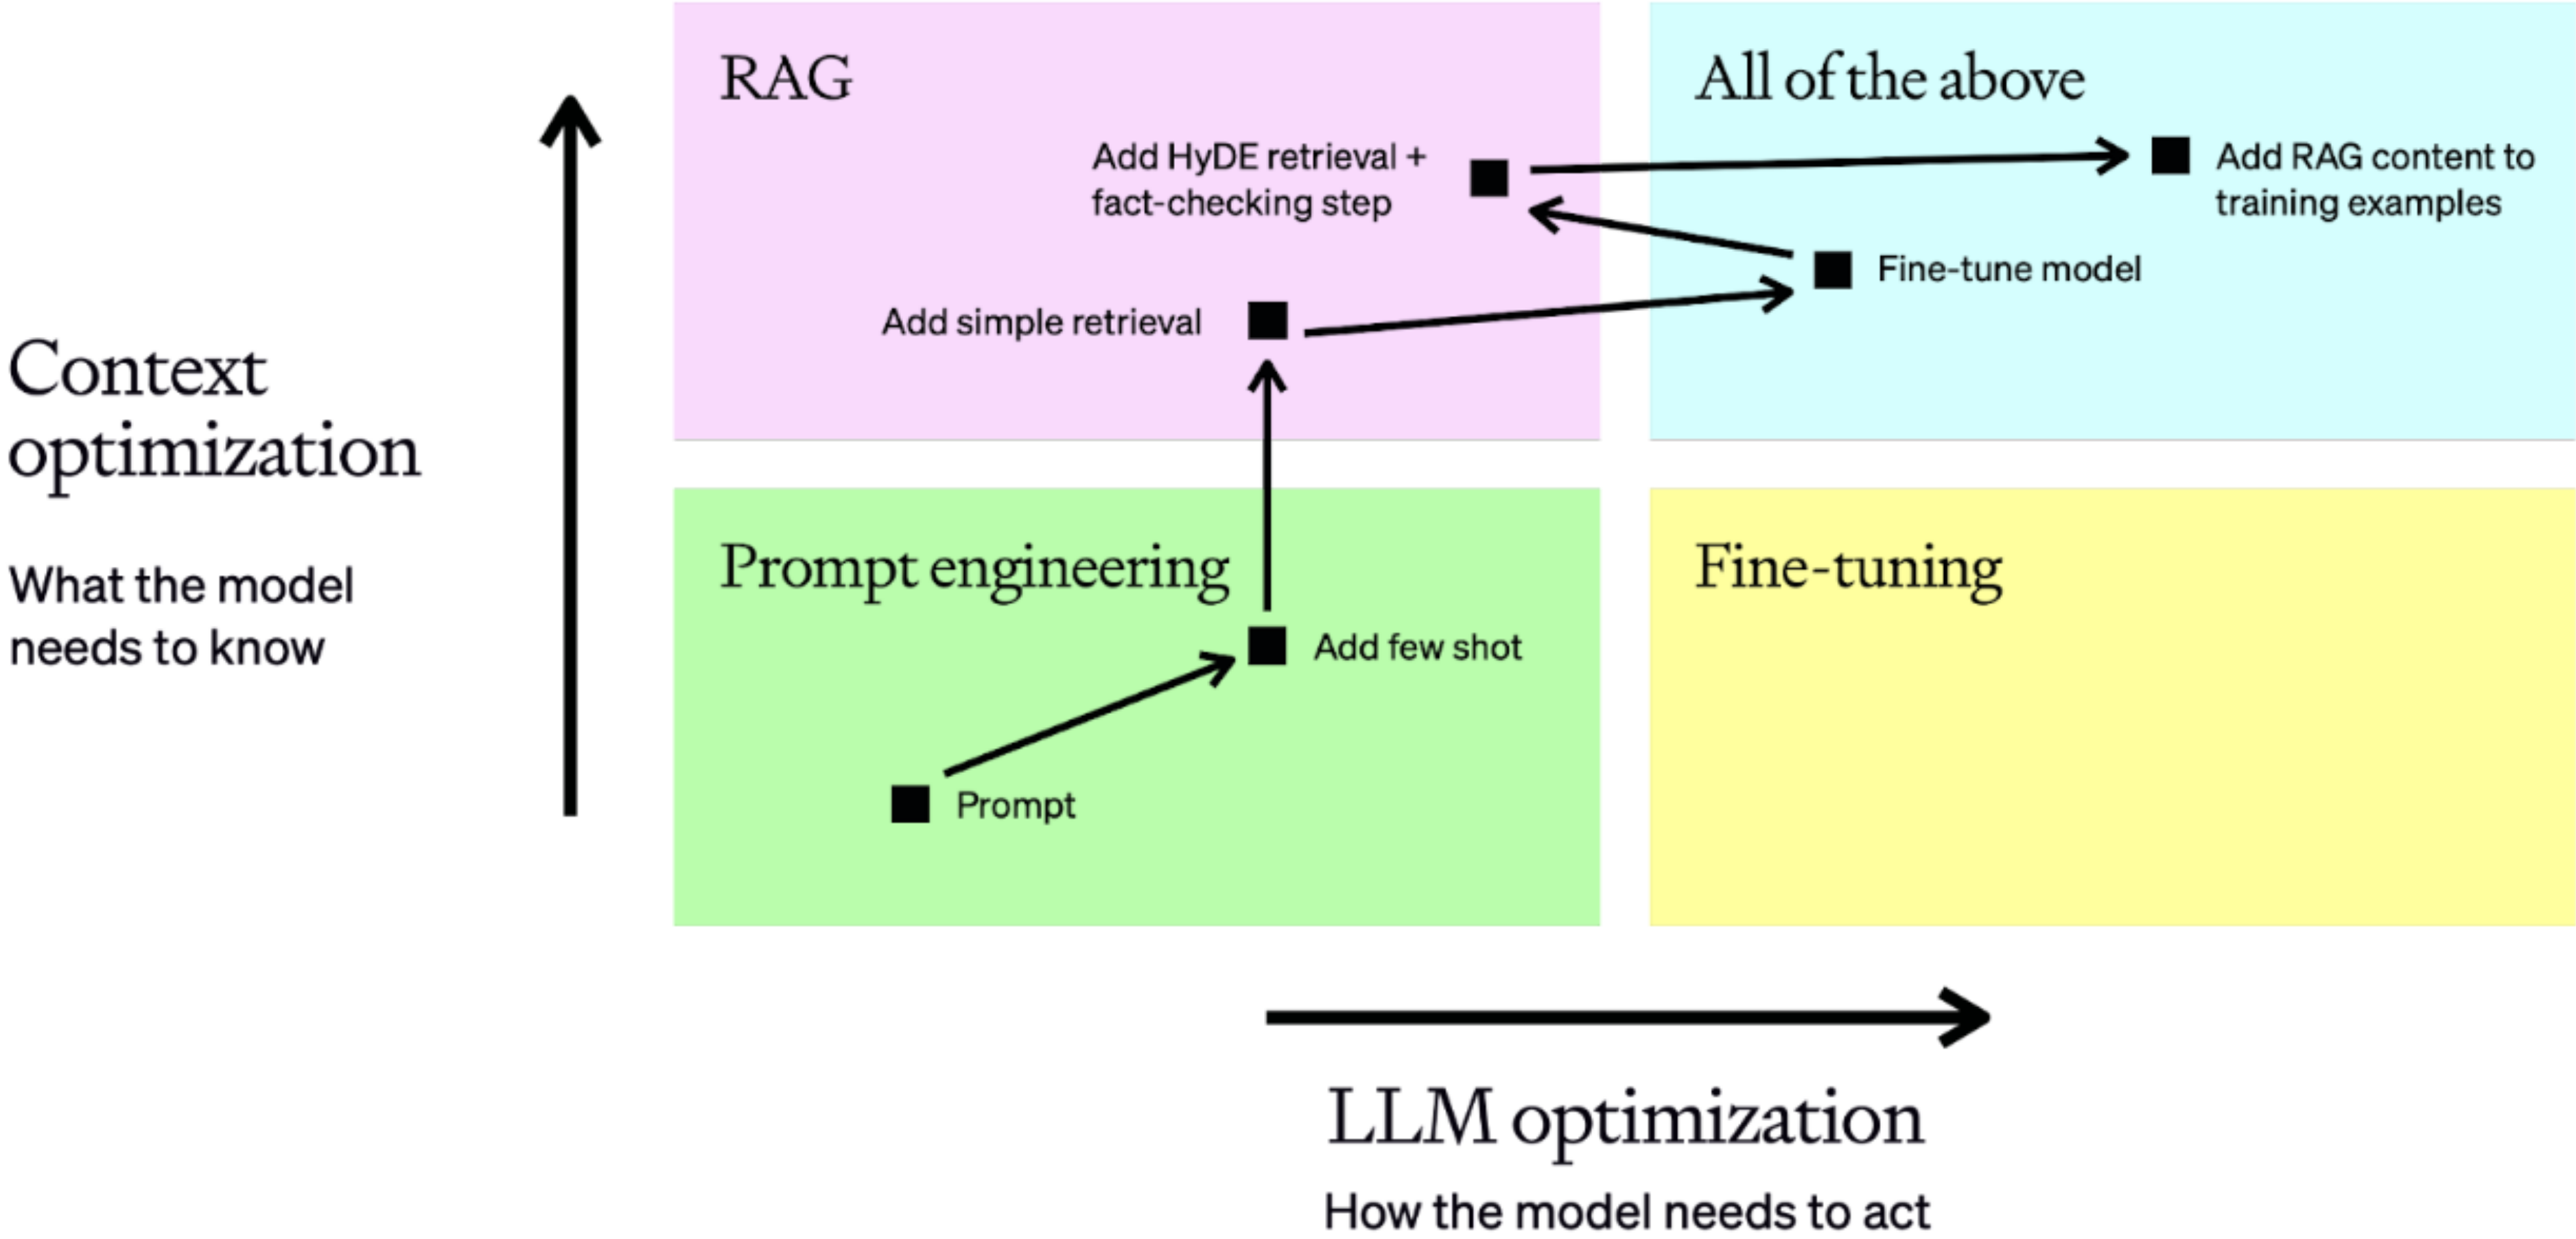 RAG
All of the above
Add HyDE retrieval +
fact-checking step
Add RAG content to
training examples
Fine-tune model
Add simple retrieval
Context
optimization
What the model
needs to know
Prompt engineering
Fine-tuning
Add few shot
Prompt
LLM optimization
How the model needs to act